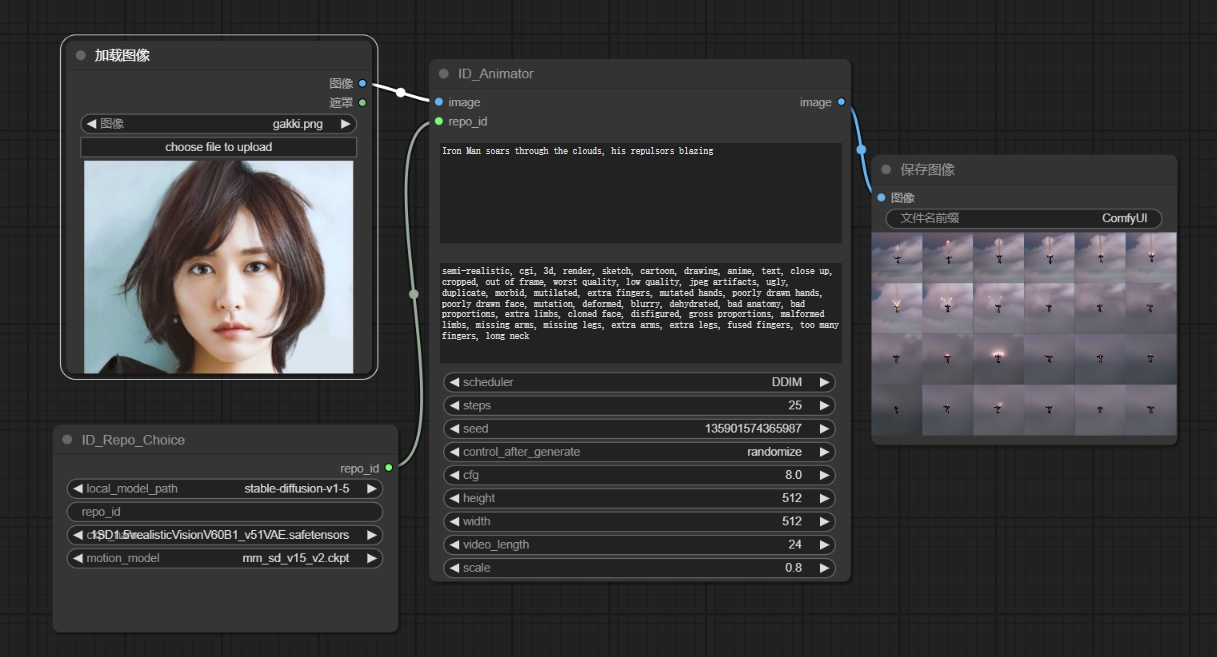 加载图像
图像
遮罩
图像 gakki.png
choose file to upload
ID_Repo_Choice
repo_id
local_model_path stable-diffusion-v1-5
repo_id
1SD1.5\realisticVisionV60B1_v51VAE.safetensors
motion_model mm_sd_v15_v2.ckpt
ID_Animator
image image
repo_id
Iron Man soars through the clouds, his repulsors blazing
semi-realistic, cgi, 3d, render, sketch, cartoon, drawing, anime, text, close up,
cropped, out of frame, worst quality, low quality, jpeg artifacts, ugly,
duplicate, morbid, mutilated, extra fingers, mutated hands, poorly drawn hands,
poorly drawn face, mutation, deformed, blurry, dehydrated, bad anatomy, bad
proportions, extra limbs, cloned face, disfigured, gross proportions, malformed
limbs, missing arms, missing legs, extra arms, extra legs, fused fingers, too many
fingers, long neck
scheduler DDIM
steps 25
seed 135901574365987
control_after_generate randomize
cfg 8.0
height 512
width 512
video_length 24
scale 0.8
保存图像
图像
文件名前缀 ComfyUI